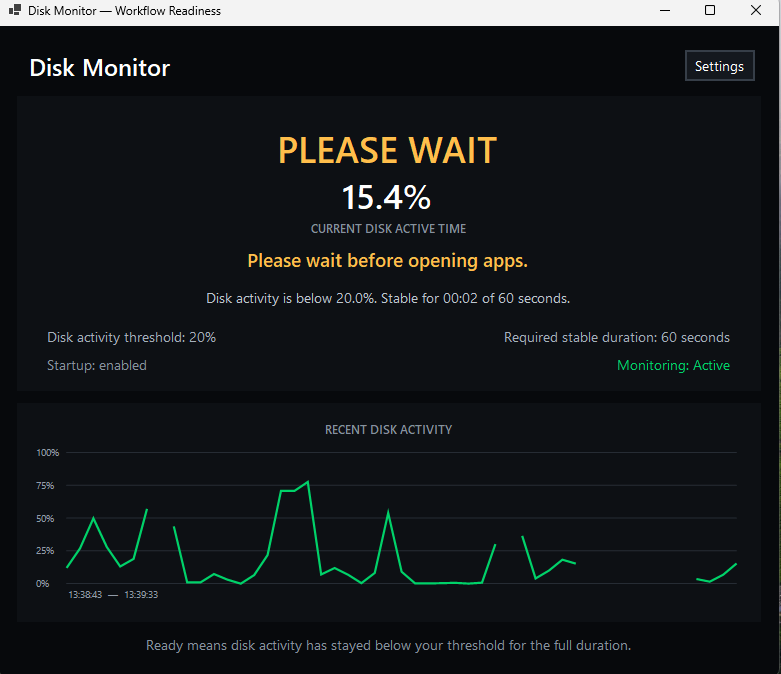 Disk Monitor — Workflow Readiness
Disk Monitor
Settings
PLEASE WAIT
15.4%
CURRENT DISK ACTIVE TIME
Please wait before opening apps.
Disk activity is below 20.0%. Stable for 00:02 of 60 seconds.
Disk activity threshold: 20%
Required stable duration: 60 seconds
Startup: enabled
Monitoring: Active
RECENT DISK ACTIVITY
100%
75%
50%
25%
0%
13:38:43 — 13:39:33
Ready means disk activity has stayed below your threshold for the full duration.